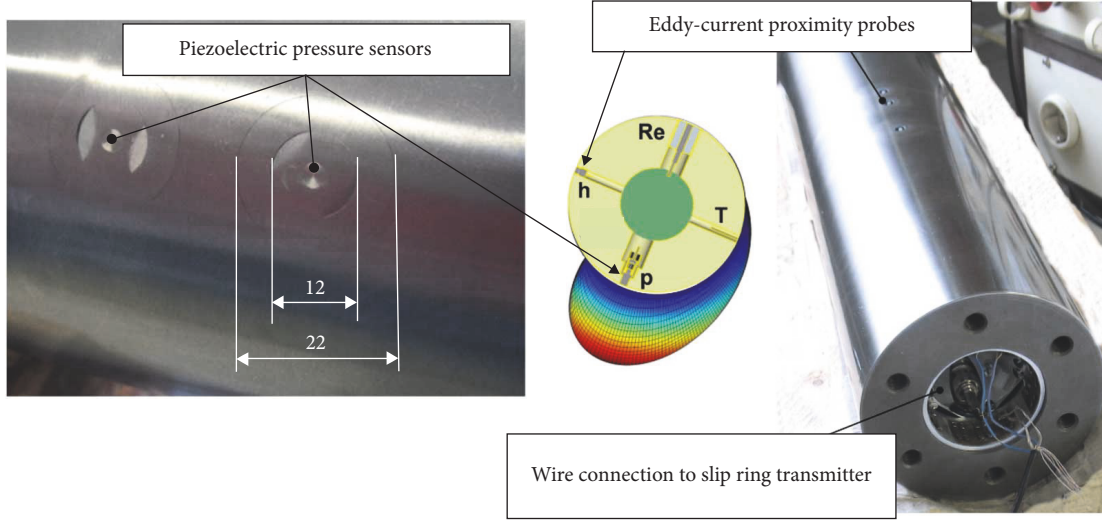 Piezoelectric pressure sensors
Eddy-current proximity probes
Re
h
T
p
12
22
Wire connection to slip ring transmitter